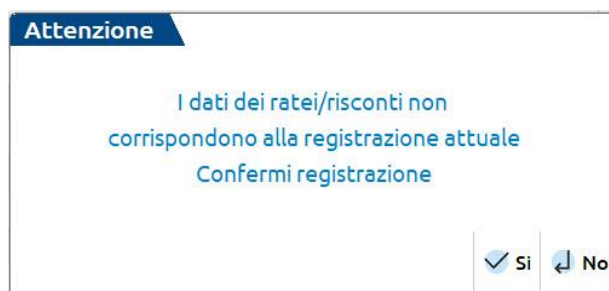 Attenzione
I dati dei ratei/risconti non
corrispondono alla registrazione attuale
Confermi registrazione
Si No